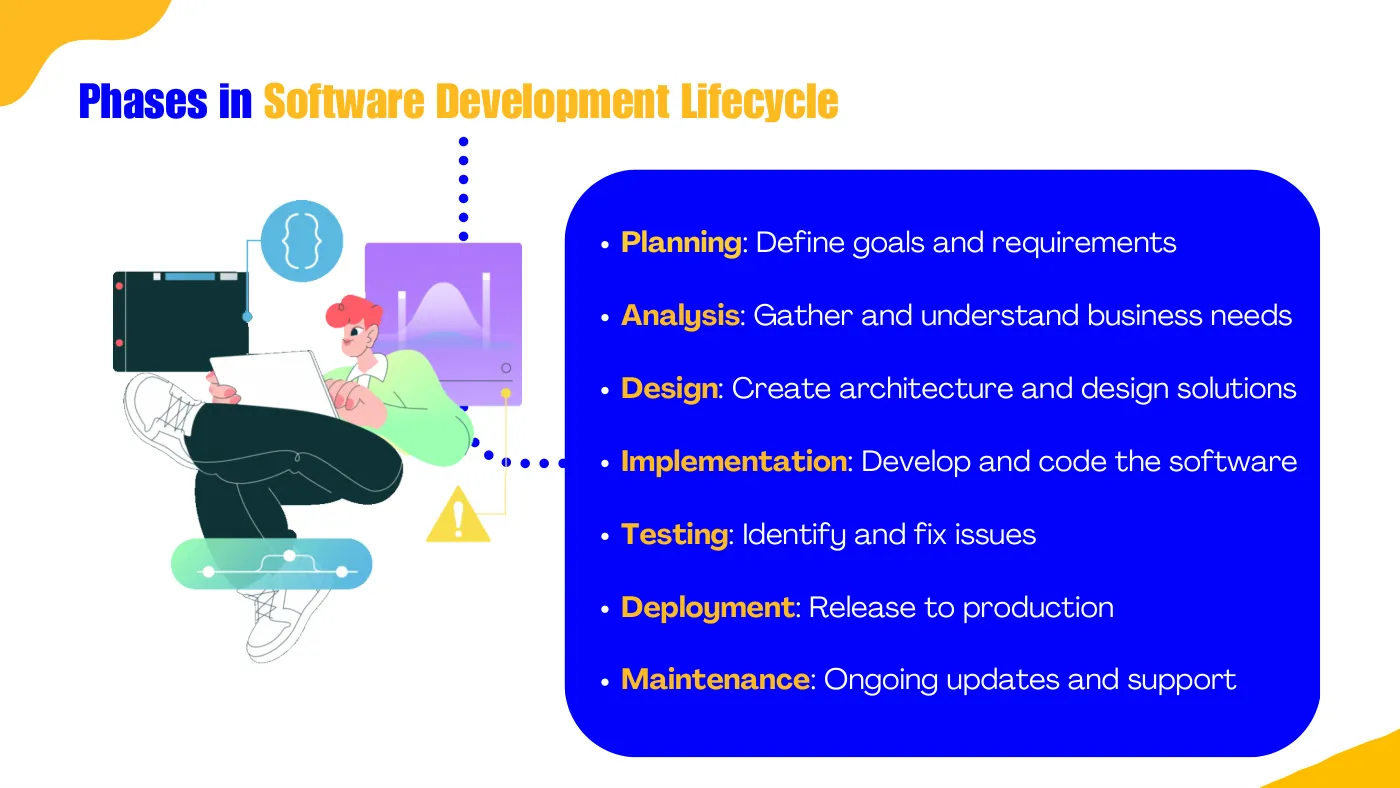 Phases in Software Development Lifecycle
• Planning: Define goals and requirements
• Analysis: Gather and understand business needs
• Design: Create architecture and design solutions
• Implementation: Develop and code the software
• Testing: Identify and fix issues
• Deployment: Release to production
• Maintenance: Ongoing updates and support